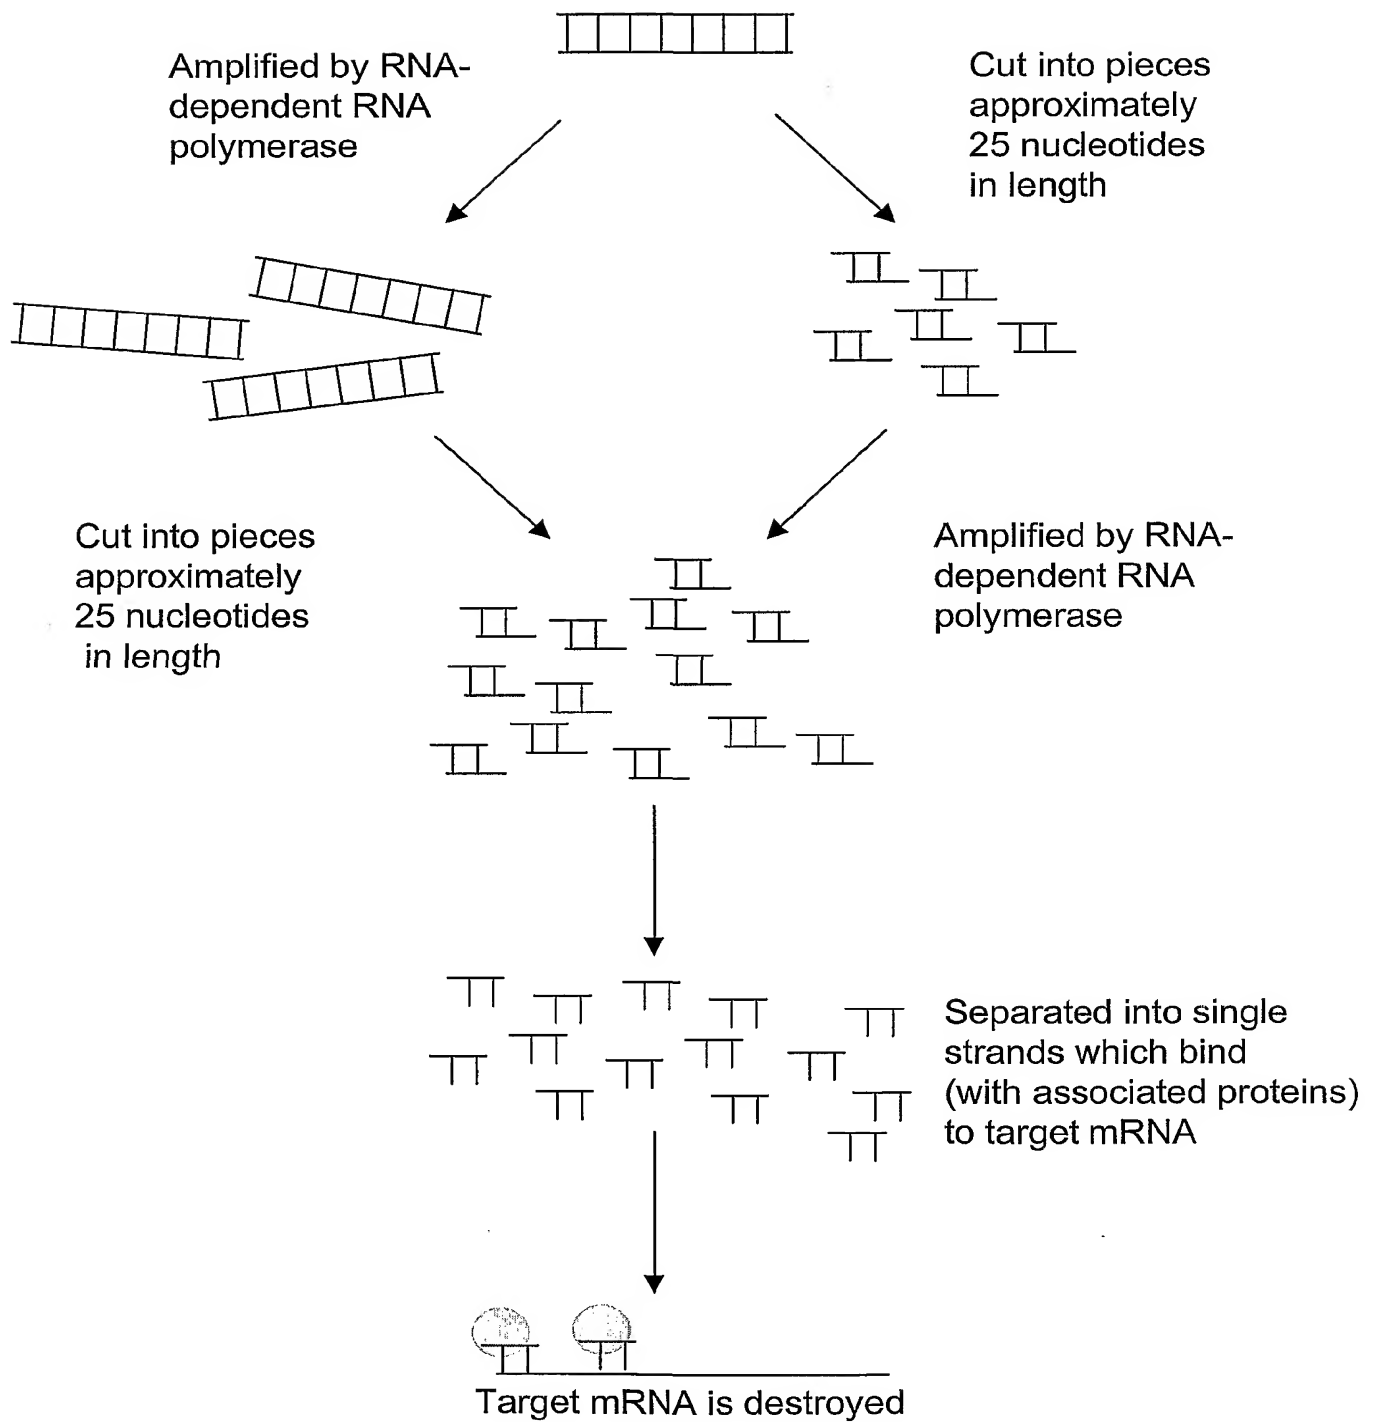 Amplified by RNA-
dependent RNA
polymerase
Cut into pieces
approximately
25 nucleotides
in length
Cut into pieces
approximately
25 nucleotides
in length
Amplified by RNA-
dependent RNA
polymerase
Separated into single
strands which bind
(with associated proteins)
to target mRNA
Target mRNA is destroyed